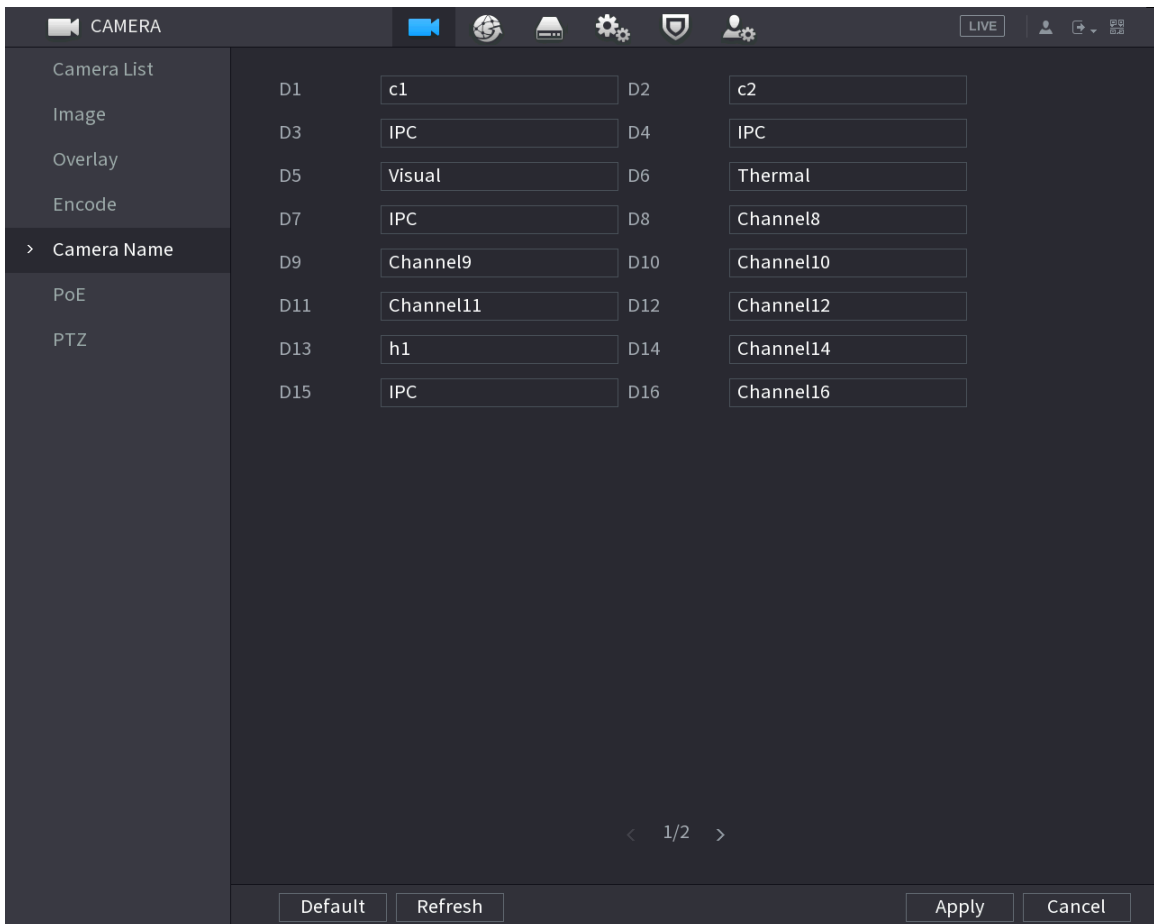 CAMERA LIVE
Camera List
Image
Overlay
Encode
> Camera Name
PoE
PTZ
D1 c1 D2 c2
D3 IPC D4 IPC
D5 Visual D6 Thermal
D7 IPC D8 Channel8
D9 Channel9 D10 Channel10
D11 Channel11 D12 Channel12
D13 h1 D14 Channel14
D15 IPC D16 Channel16
< 1/2 >
Default Refresh Apply Cancel